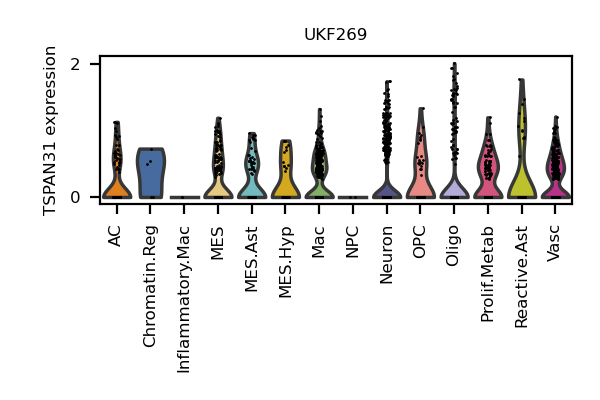 UKF269
TSPAN31 expression
2
0
AC
Chromatin.Reg
Inflammatory.Mac
MES
MES.Ast
MES.Hyp
Mac
NPC
Neuron
OPC
Oligo
Prolif.Metab
Reactive.Ast
Vasc